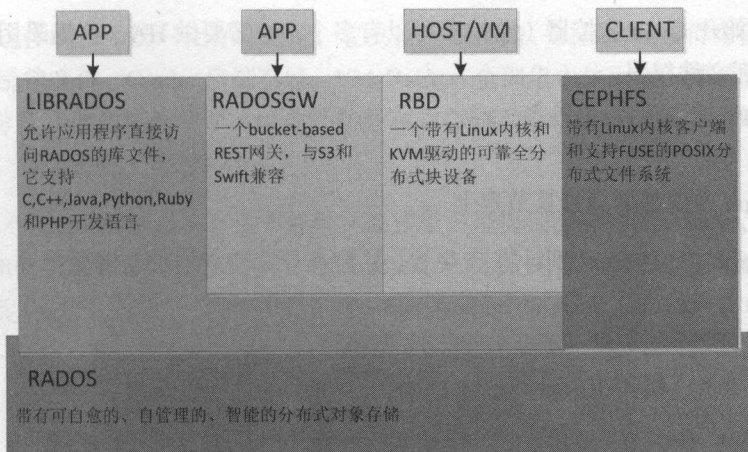 APP
APP
HOST/VM
CLIENT
LIBRADOS
允许应用程序直接访
问RADOS的库文件，
它支持
C,C++,Java,Python,Ruby
和PHP开发语言
RADOSGW
一个bucket-based
REST网关，与S3和
Swift兼容
RBD
一个带有Linux内核和
KVM驱动的可靠全分
布式块设备
CEPHFS
带有Linux内核客户端
和支持FUSE的POSIX分
布式文件系统
RADOS
带有可自愈的、自管理的、智能的分布式对象存储